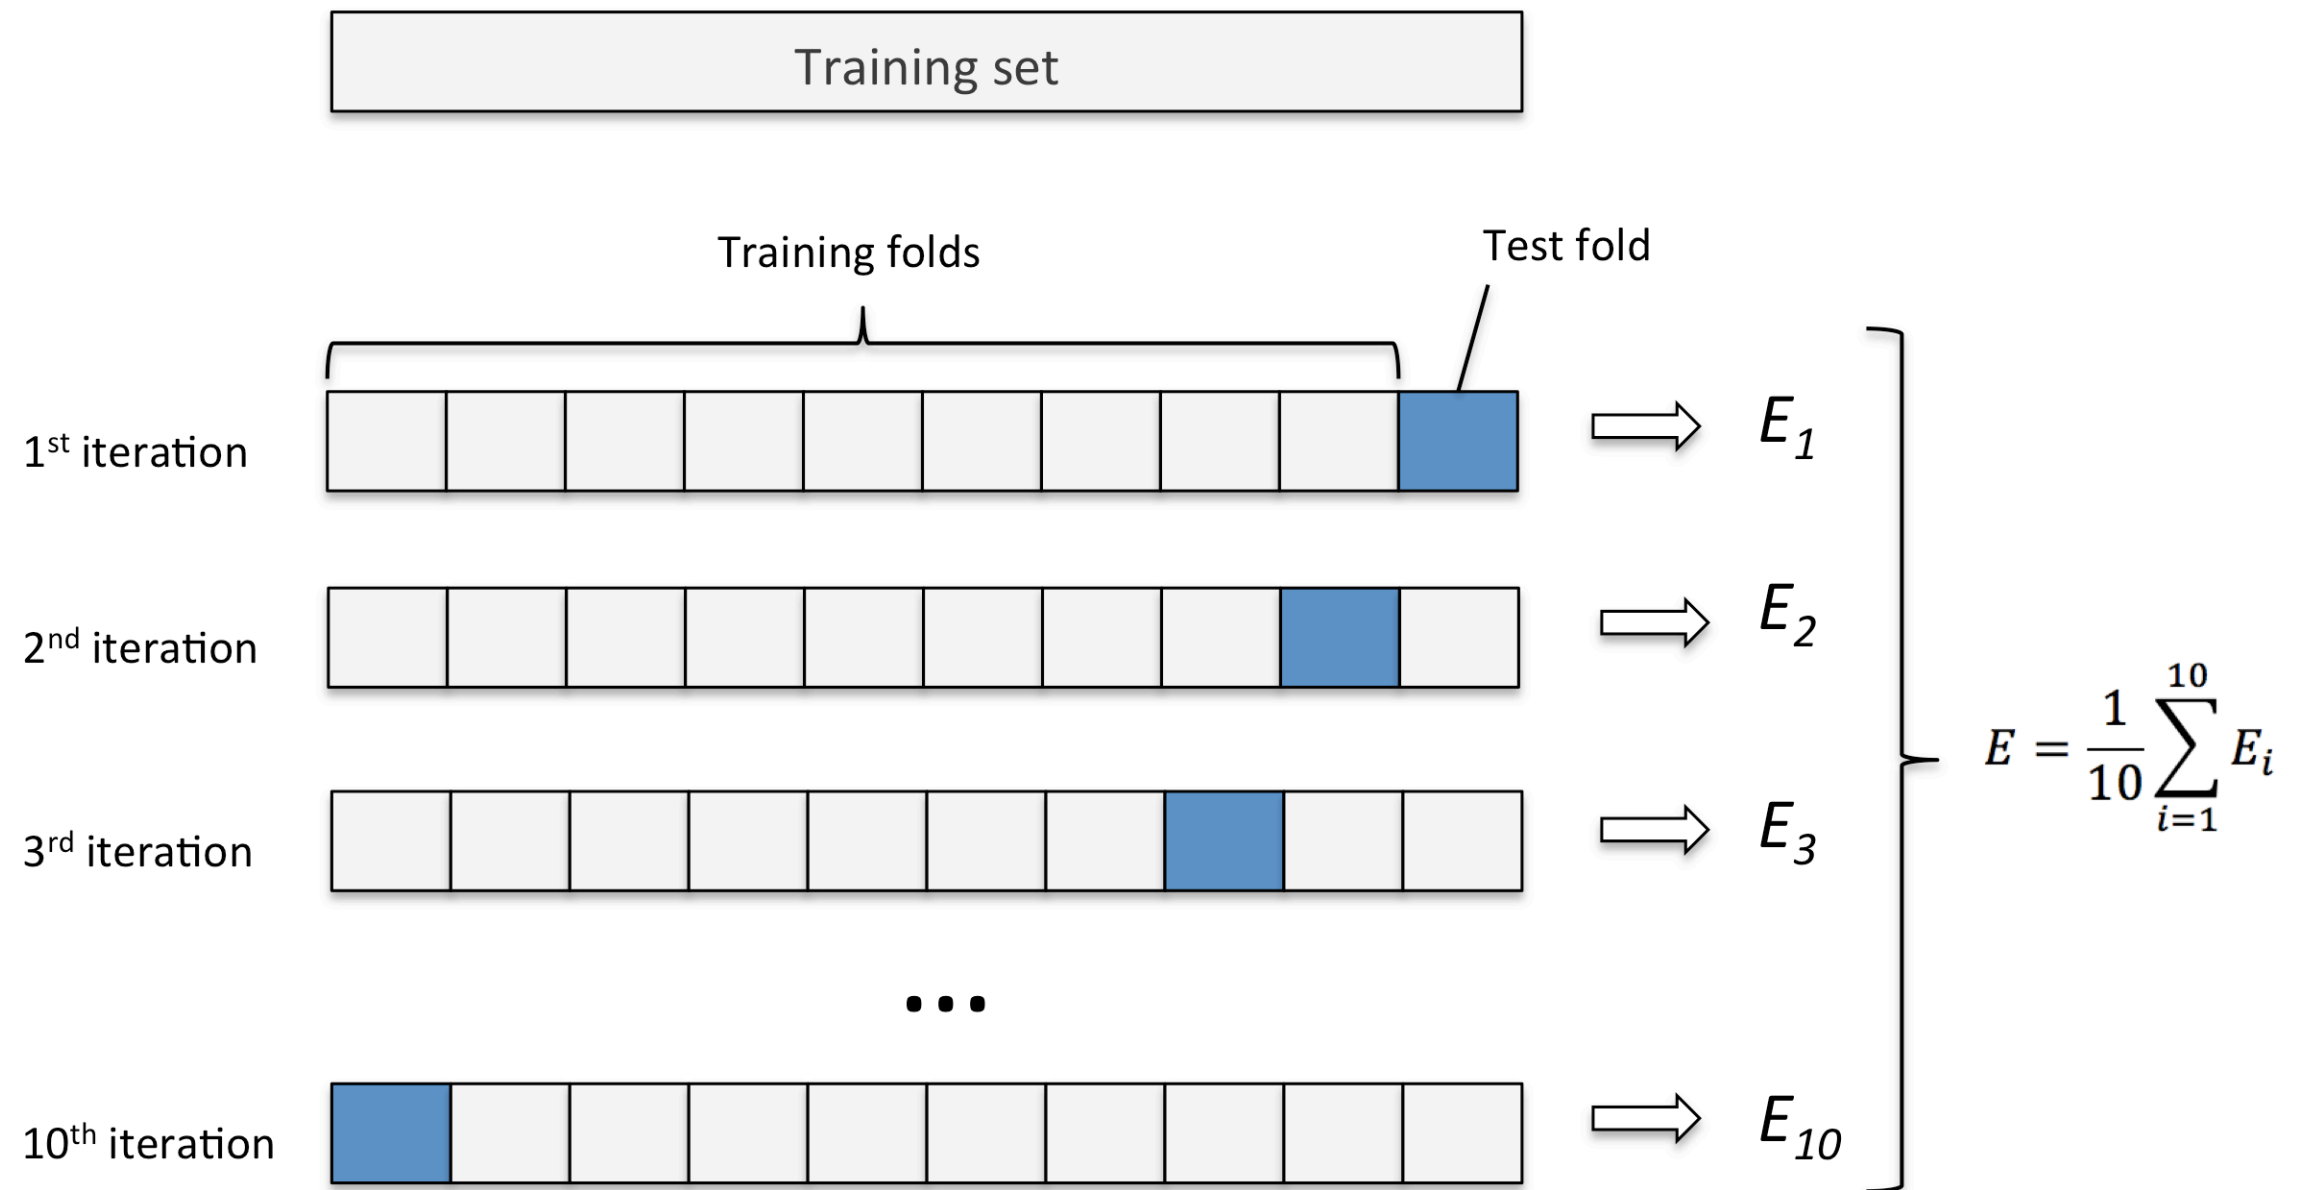 Training set
Training folds
Test fold
1st iteration
E1
2nd iteration
E2
3rd iteration
E3
E = 1/10 ∑ i=1 10 Ei
...
10th iteration
E10